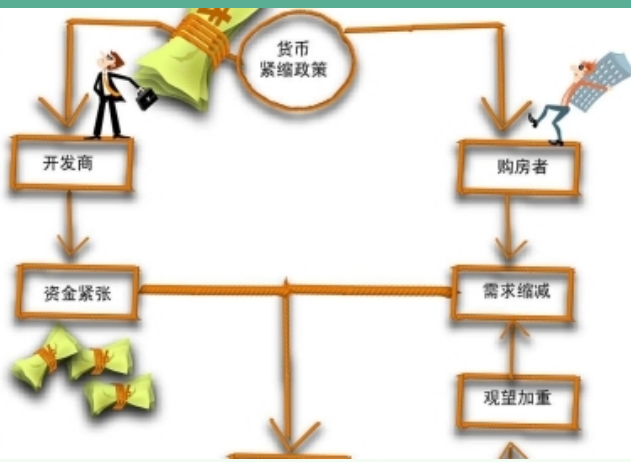 货币
紧缩政策
开发商
购房者
资金紧张
需求缩减
观望加重